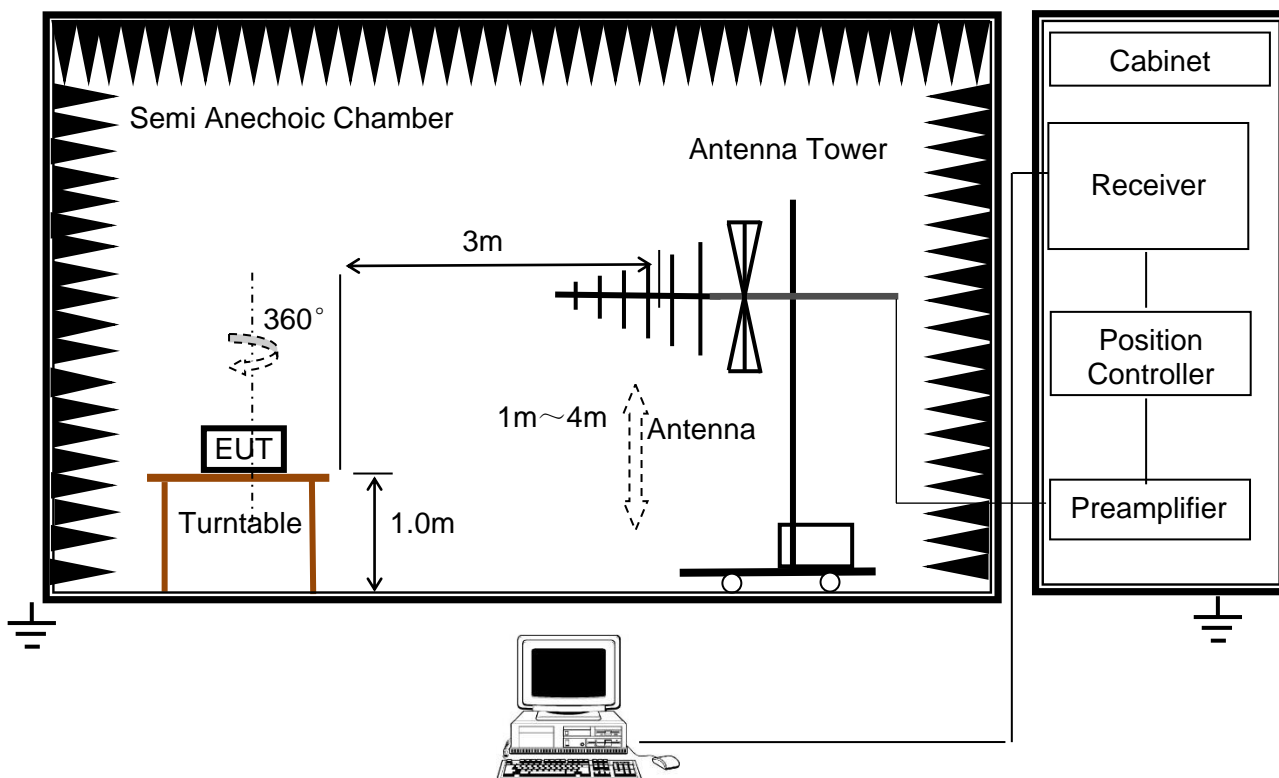 Cabinet
Semi Anechoic Chamber
Antenna Tower
Receiver
3m
360°
Position
Controller
1m～4m
Antenna
EUT
Turntable
1.0m
Preamplifier